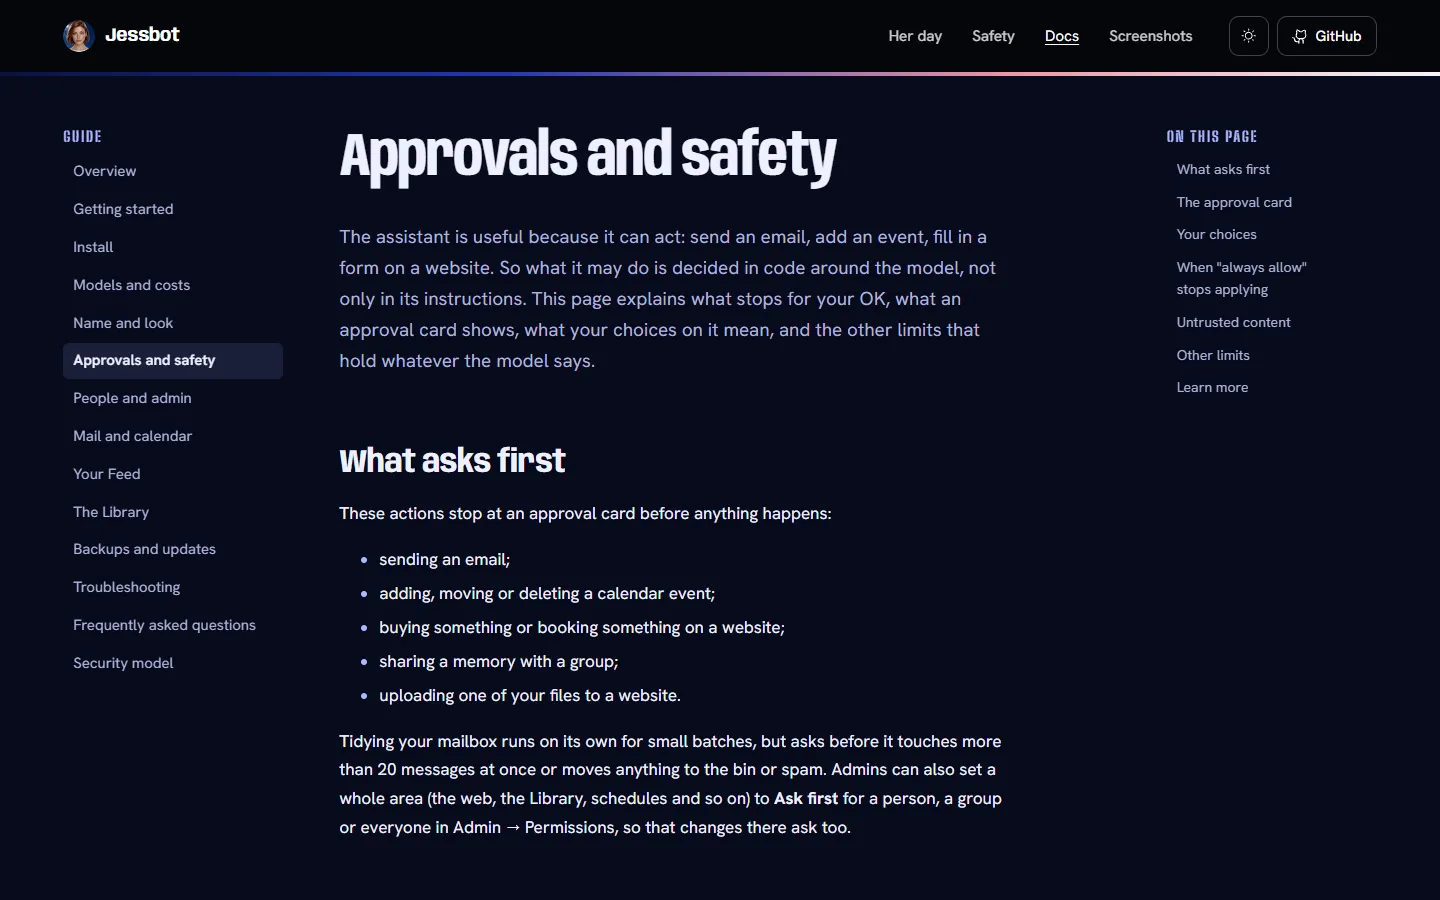 Jessbot
Her day
Safety
Docs
Screenshots
GitHub
GUIDE
Overview
Getting started
Install
Models and costs
Name and look
Approvals and safety
People and admin
Mail and calendar
Your Feed
The Library
Backups and updates
Troubleshooting
Frequently asked questions
Security model
Approvals and safety
The assistant is useful because it can act: send an email, add an event, fill in a
form on a website. So what it may do is decided in code around the model, not
only in its instructions. This page explains what stops for your OK, what an
approval card shows, what your choices on it mean, and the other limits that
hold whatever the model says.
What asks first
These actions stop at an approval card before anything happens:
• sending an email;
• adding, moving or deleting a calendar event;
• buying something or booking something on a website;
• sharing a memory with a group;
• uploading one of your files to a website.
Tidying your mailbox runs on its own for small batches, but asks before it touches more
than 20 messages at once or moves anything to the bin or spam. Admins can also set a
whole area (the web, the Library, schedules and so on) to Ask first for a person, a group
or everyone in Admin → Permissions, so that changes there ask too.
ON THIS PAGE
What asks first
The approval card
Your choices
When "always allow"
stops applying
Untrusted content
Other limits
Learn more